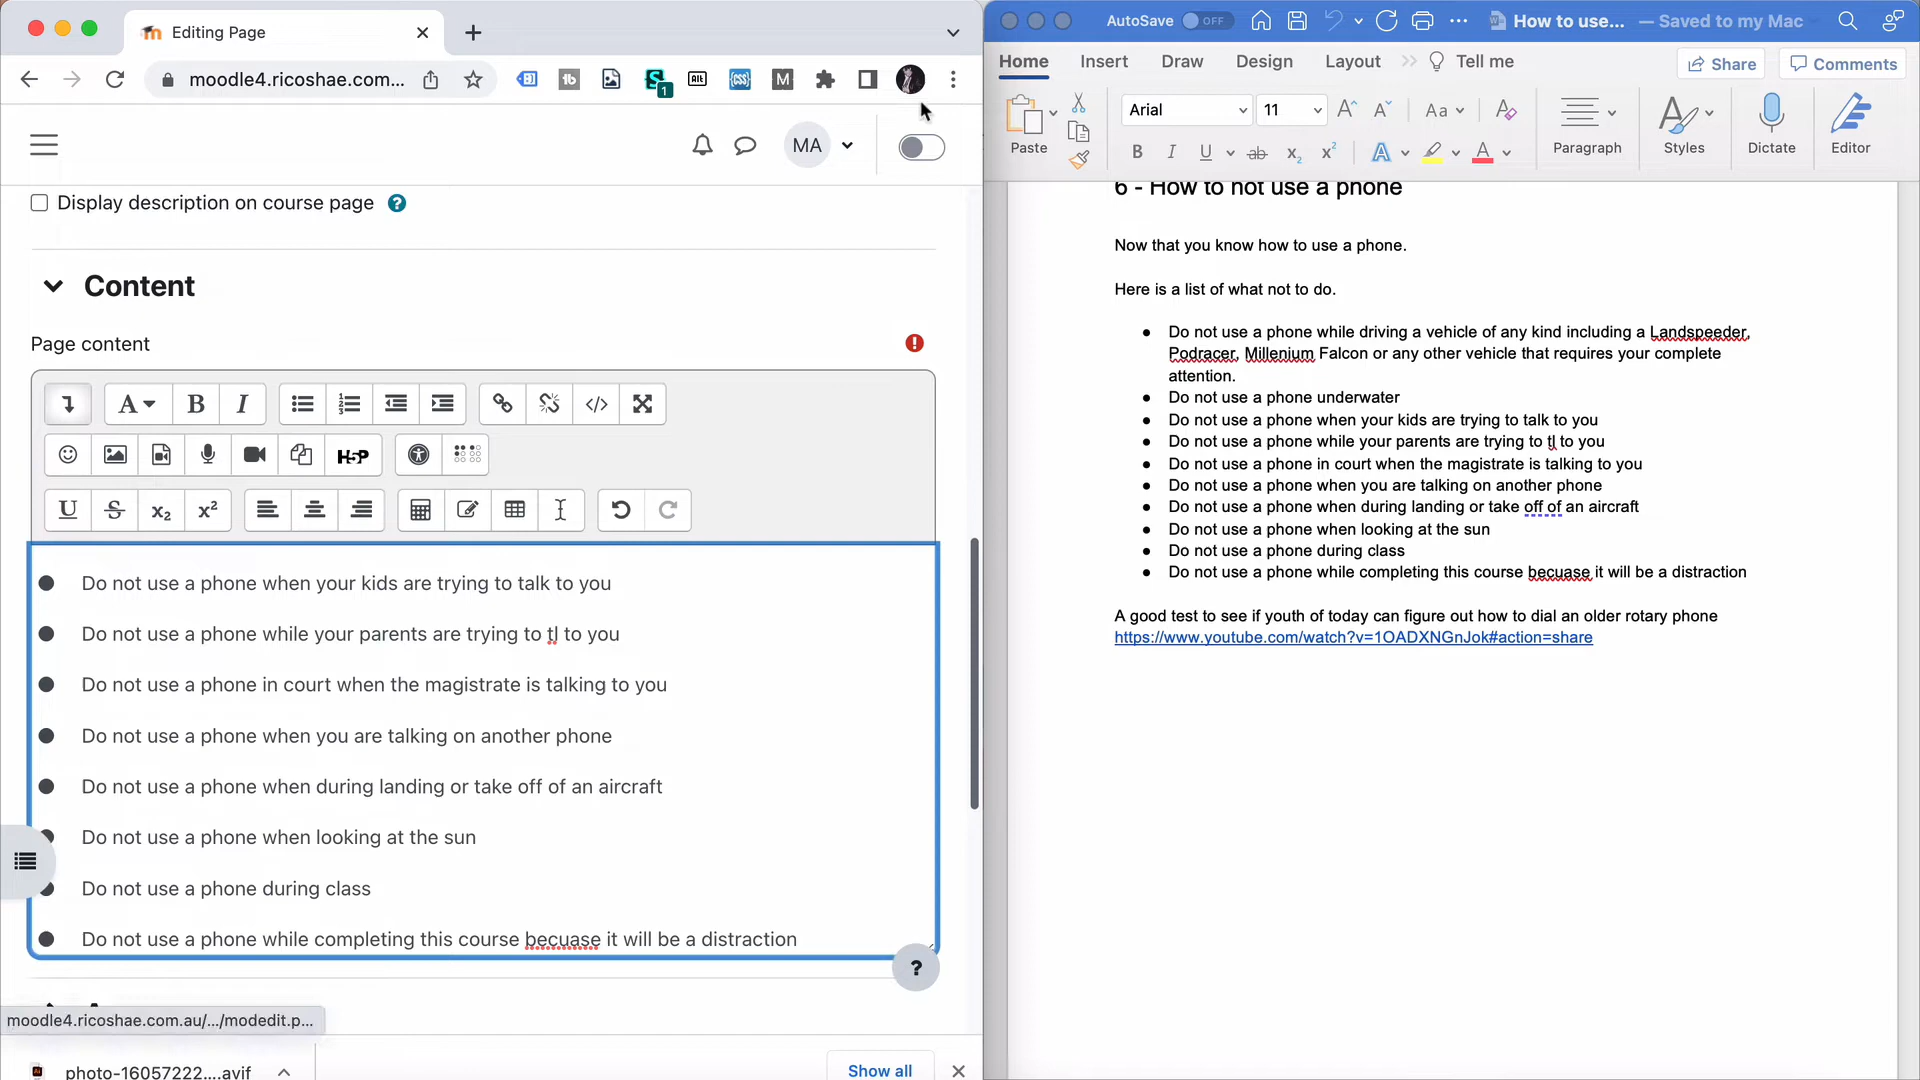 Editing Page
moodle4.ricoshae.com...
1
MA
Display description on course page
Content
Page content
A
B
I
H5P
U
S
x₂
x²
Do not use a phone when your kids are trying to talk to you
Do not use a phone while your parents are trying to tl to you
Do not use a phone in court when the magistrate is talking to you
Do not use a phone when you are talking on another phone
Do not use a phone when during landing or take off of an aircraft
Do not use a phone when looking at the sun
Do not use a phone during class
Do not use a phone while completing this course becuase it will be a distraction
?
moodle4.ricoshae.com.au/.../modedit.p...
photo-16057222....avif
Show all
AutoSave OFF
How to use... — Saved to my Mac
Home Insert Draw Design Layout Tell me
Share
Comments
Paste
Arial
11
Aa
Paragraph
Styles
Dictate
Editor
6 - How to not use a phone
Now that you know how to use a phone.
Here is a list of what not to do.
Do not use a phone while driving a vehicle of any kind including a Landspeeder,
Podracer, Millenium Falcon or any other vehicle that requires your complete
attention.
Do not use a phone underwater
Do not use a phone when your kids are trying to talk to you
Do not use a phone while your parents are trying to tl to you
Do not use a phone in court when the magistrate is talking to you
Do not use a phone when you are talking on another phone
Do not use a phone when during landing or take off of an aircraft
Do not use a phone when looking at the sun
Do not use a phone during class
Do not use a phone while completing this course becuase it will be a distraction
A good test to see if youth of today can figure out how to dial an older rotary phone
https://www.youtube.com/watch?v=1OADXNGnJok#action=share